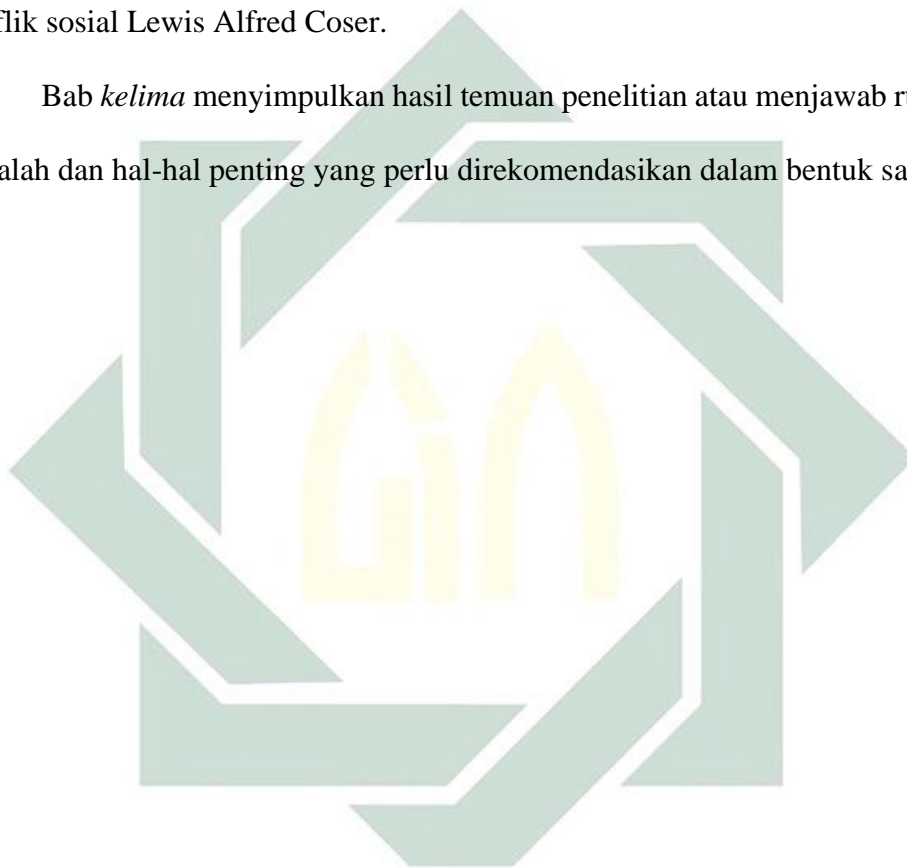 flik sosial Lewis Alfred Coser.
Bab kelima menyimpulkan hasil temuan penelitian atau menjawab
alah dan hal-hal penting yang perlu direkomendasikan dalam bentuk